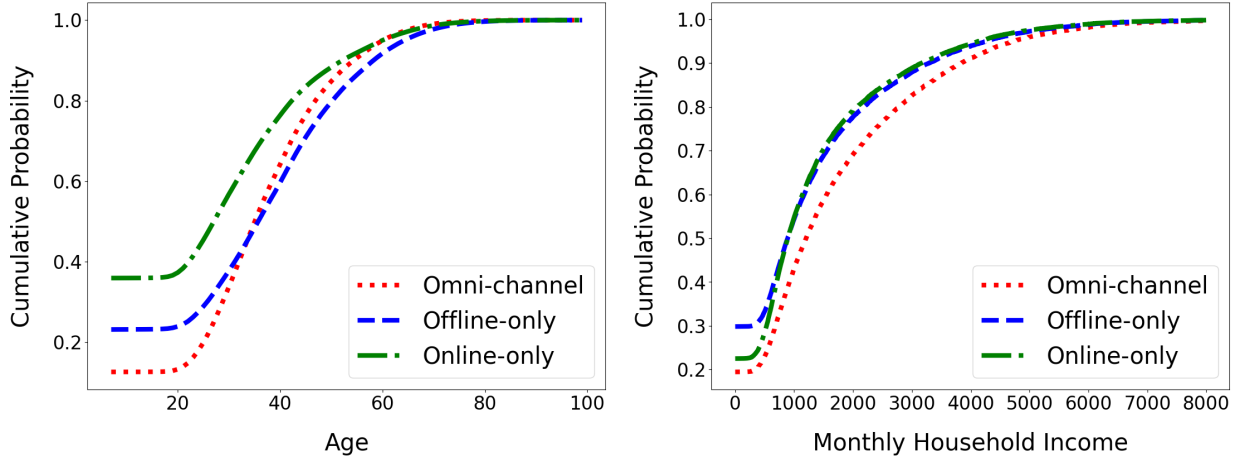 Cumulative Probability
1.0
0.8
0.6
0.4
0.2
20
40
60
80
100
Age
Omni-channel
Offline-only
Online-only
Cumulative Probability
1.0
0.9
0.8
0.7
0.6
0.5
0.4
0.3
0.2
0
1000
2000
3000
4000
5000
6000
7000
8000
Monthly Household Income
Omni-channel
Offline-only
Online-only